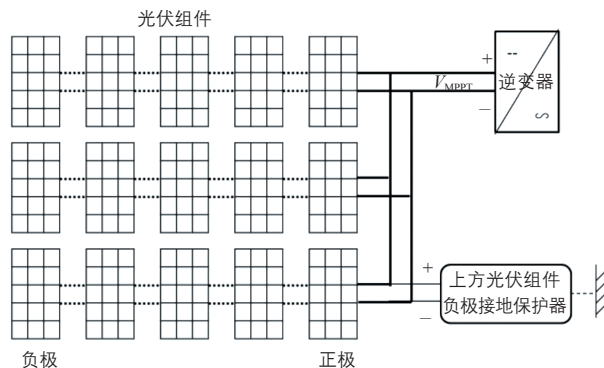 光伏组件
+
--
V_MPPT
逆变器
−
∽
+
上方光伏组件
负极接地保护器
−
负极
正极